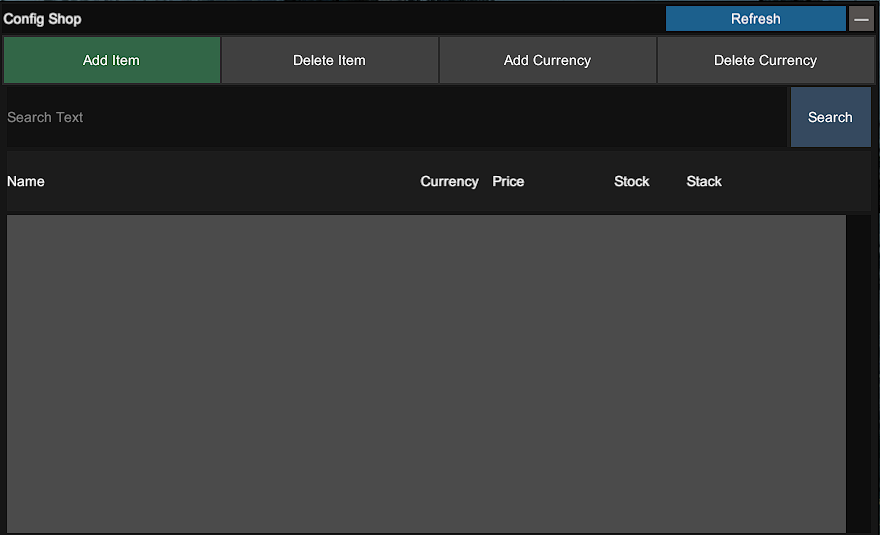 Config Shop Refresh
Add Item Delete Item Add Currency Delete Currency
Search Text Search
Name Currency Price Stock Stack